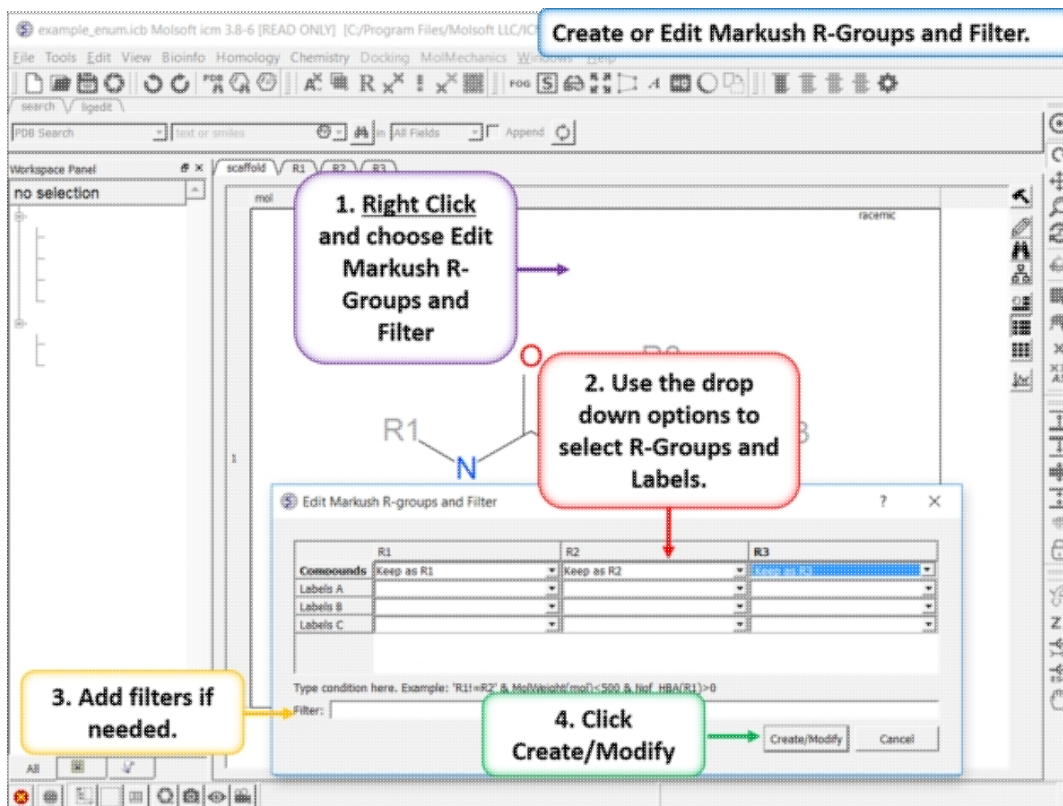 example_enum.icb Molsoft icm 3.8-6 [READ ONLY] [C:/Program Files/Molsoft LLC/ICM
Create or Edit Markush R-Groups and Filter.
File Tools Edit View Bioinfo Homology Chemistry Docking MolMechanics Windows Help
PDB
R
FOG
S
A
search ligedit
PDB Search text or smiles in All Fields Append
Workspace Panel
scaffold R1 R2 R3
no selection
mol
racemic
1. Right Click
and choose Edit
Markush R-
Groups and
Filter
O
2. Use the drop
down options to
select R-Groups and
Labels.
R1
N
1
Edit Markush R-groups and Filter ? ×
R1 R2 R3
Compounds Keep as R1 Keep as R2 Keep as R3
Labels A
Labels B
Labels C
Type condition here. Example: 'R1!=R2' & MolWeight(mol)<500 & Nof_HBA(R1)>0
3. Add filters if
needed.
Filter:
4. Click
Create/Modify
Create/Modify Cancel
All